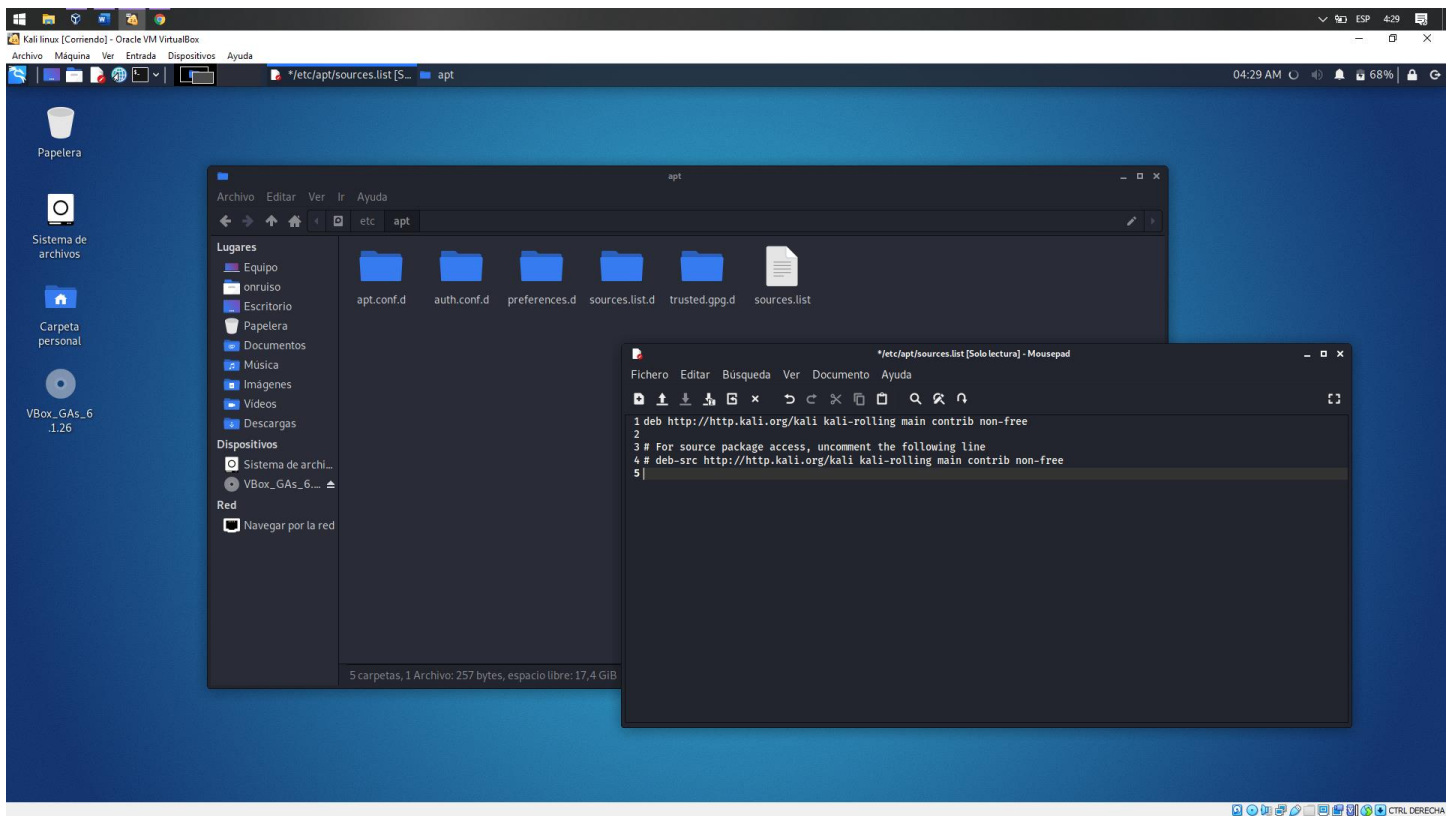 ESP 4:29
Kali linux [Corriendo] - Oracle VM VirtualBox
Archivo Máquina Ver Entrada Dispositivos Ayuda
*/etc/apt/sources.list [S... apt 04:29 AM 68%
Papelera
Sistema de
archivos
Carpeta
personal
VBox_GAs_6
.1.26
apt
Archivo Editar Ver Ir Ayuda
etc apt
Lugares
Equipo
onruiso
Escritorio
Papelera
Documentos
Música
Imágenes
Vídeos
Descargas
Dispositivos
Sistema de archi...
VBox_GAs_6....
Red
Navegar por la red
apt.conf.d auth.conf.d preferences.d sources.list.d trusted.gpg.d sources.list
5 carpetas, 1 Archivo: 257 bytes, espacio libre: 17,4 GiB
*/etc/apt/sources.list [Solo lectura] - Mousepad
Fichero Editar Búsqueda Ver Documento Ayuda
1 deb http://http.kali.org/kali kali-rolling main contrib non-free
2
3 # For source package access, uncomment the following line
4 # deb-src http://http.kali.org/kali kali-rolling main contrib non-free
5
CTRL DERECHA